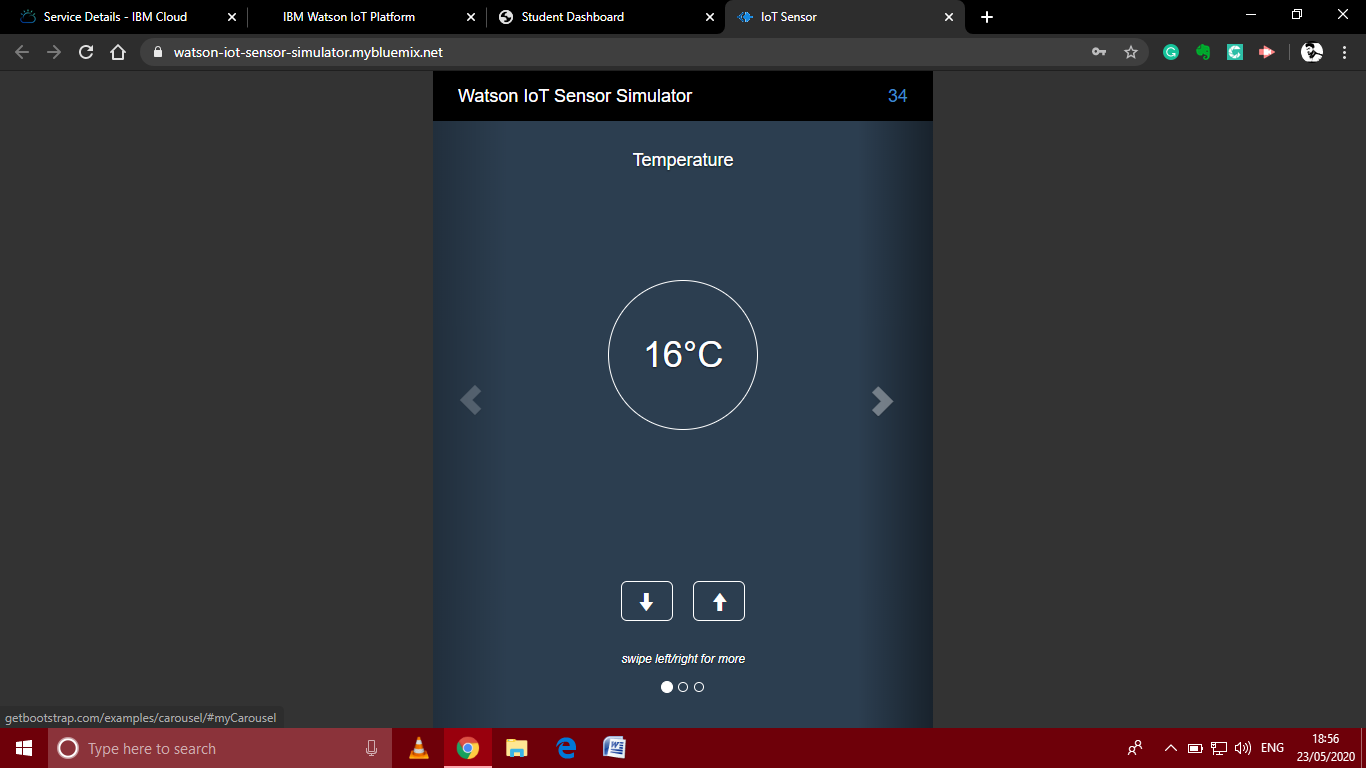 Service Details - IBM Cloud
IBM Watson IoT Platform
Student Dashboard
IoT Sensor
watson-iot-sensor-simulator.mybluemix.net
Watson IoT Sensor Simulator
34
Temperature
16°C
swipe left/right for more
getbootstrap.com/examples/carousel/#myCarousel
Type here to search
ENG
18:56
23/05/2020